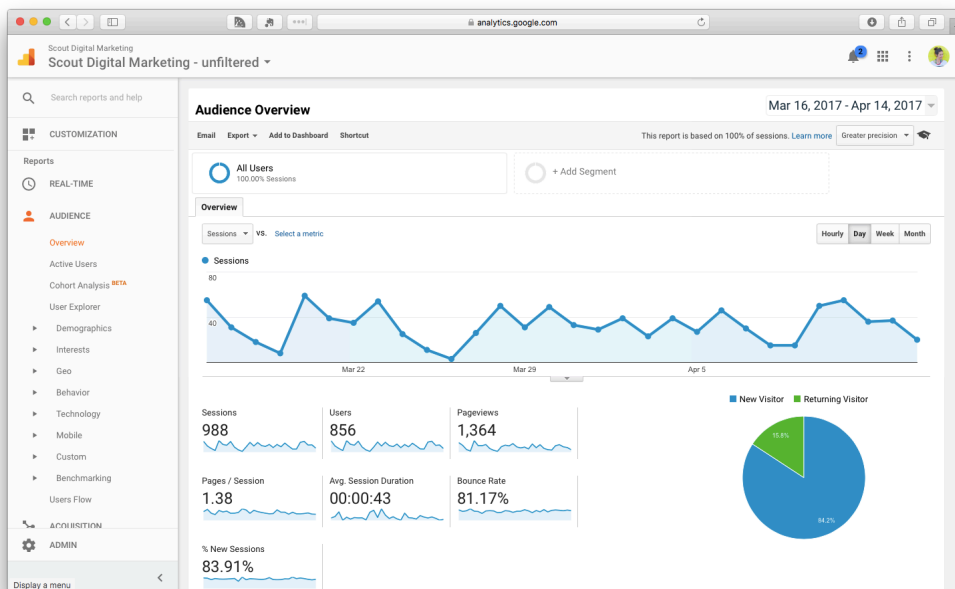 analytics.google.com
Scout Digital Marketing
Scout Digital Marketing - unfiltered
2
Search reports and help
CUSTOMIZATION
Reports
REAL-TIME
AUDIENCE
Overview
Active Users
Cohort Analysis BETA
User Explorer
Demographics
Interests
Geo
Behavior
Technology
Mobile
Custom
Benchmarking
Users Flow
ACQUISITION
ADMIN
Display a menu
Audience Overview
Mar 16, 2017 - Apr 14, 2017
Email Export Add to Dashboard Shortcut
This report is based on 100% of sessions. Learn more Greater precision
All Users
100.00% Sessions
+ Add Segment
Overview
Sessions VS. Select a metric
Hourly Day Week Month
Sessions
80
40
Mar 22 Mar 29 Apr 5
New Visitor Returning Visitor
Sessions
988
Users
856
Pageviews
1,364
Pages / Session
1.38
Avg. Session Duration
00:00:43
Bounce Rate
81.17%
% New Sessions
83.91%
15.8%
84.2%